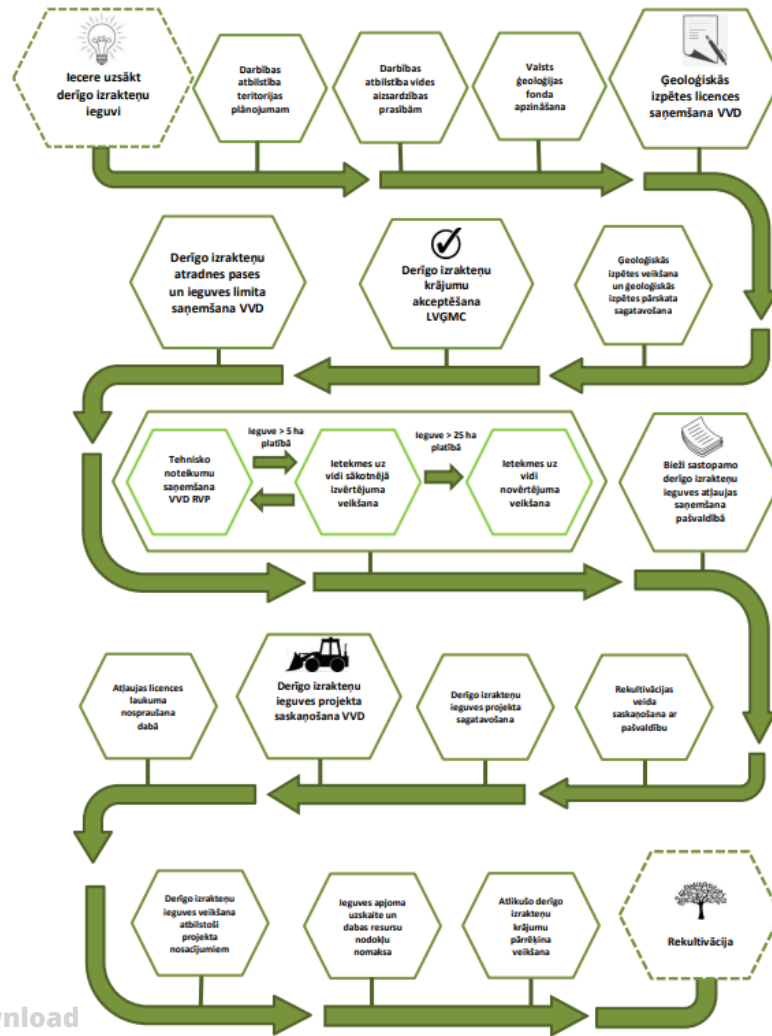 Iecere uzsākt
derīgo izrakteņu
ieguvi
Darbības
atbilstība
teritorijas
plānojumam
Darbības
atbilstība vides
aizsardzības
prasībām
Valsts
ģeoloģijas
fonda
apzināšana
Ģeoloģiskās
izpētes licences
saņemšana VVD
Ģeoloģiskās
izpētes veikšana
un ģeoloģiskās
izpētes pārskata
sagatavošana
Derīgo izrakteņu
krājumu
akceptēšana
LVĢMC
Derīgo izrakteņu
atradnes pases
un ieguves limita
saņemšana VVD
Tehnisko
noteikumu
saņemšana
VVD RVP
Ieguve > 5 ha
platībā
Ietekmes uz
vidi sākotnējā
izvērtējuma
veikšana
Ieguve > 25 ha
platībā
Ietekmes uz
vidi
novērtējuma
veikšana
Bieži sastopamo
derīgo izrakteņu
ieguves atļaujas
saņemšana
pašvaldībā
Rekultivācijas
veida
saskaņošana ar
pašvaldību
Derīgo izrakteņu
ieguves projekta
sagatavošana
Derīgo izrakteņu
ieguves projekta
saskaņošana VVD
Atļaujas licences
laukuma
nospraušana
dabā
Derīgo izrakteņu
ieguves veikšana
atbilstoši
projekta
nosacījumiem
Ieguves apjoma
uzskaite un
dabas resursu
nodokļu
nomaksa
Atlikušo derīgo
izrakteņu
krājumu
pārrēķina
veikšana
Rekultivācija
wnload